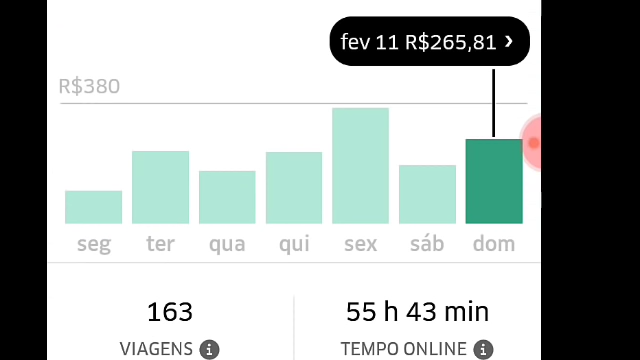 fev 11 R$265,81 ›
R$380
seg ter qua qui sex sáb dom
163
VIAGENS
55 h 43 min
TEMPO ONLINE